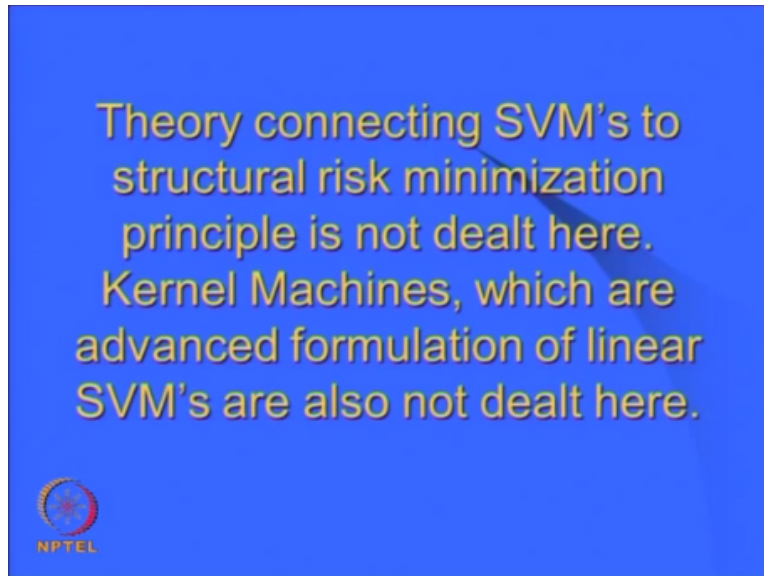 Theory connecting SVM's to
structural risk minimization
principle is not dealt here.
Kernel Machines, which are
advanced formulation of linear
SVM's are also not dealt here.
NPTEL